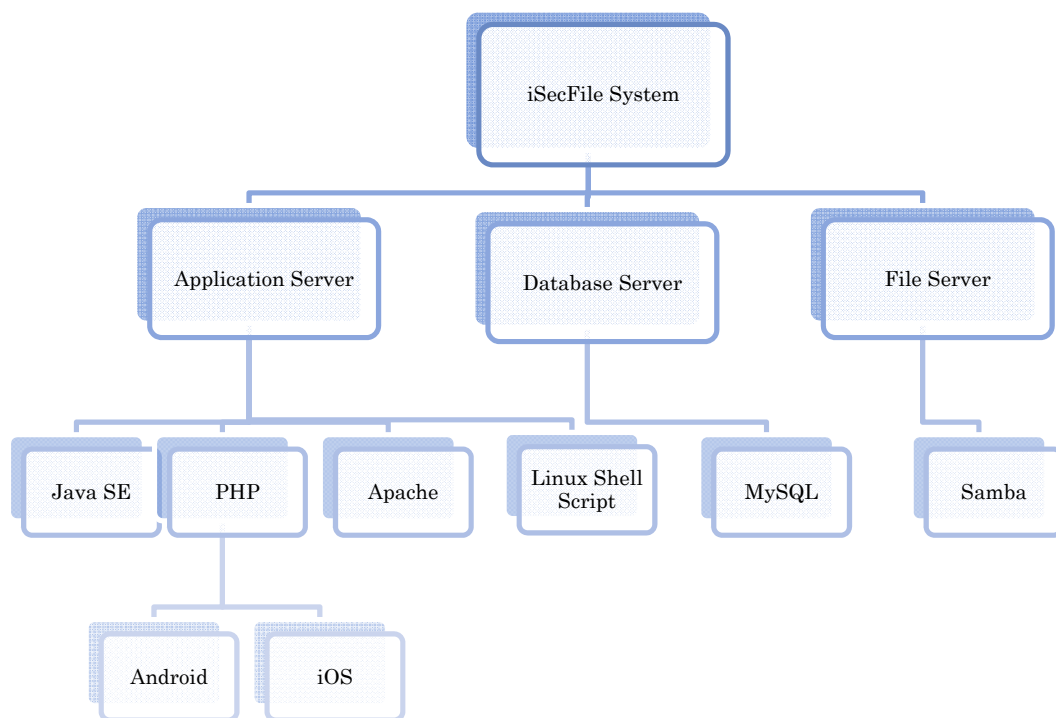 iSecFile System
Application Server
Database Server
File Server
Java SE
PHP
Apache
Linux Shell
Script
MySQL
Samba
Android
iOS